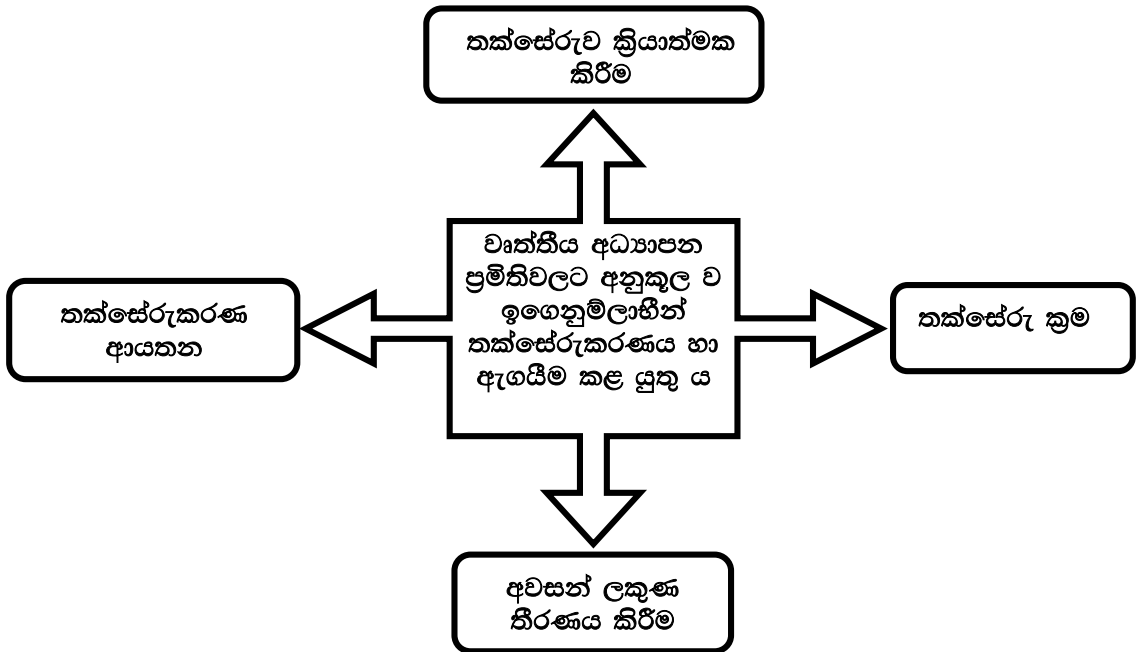 තක්සේරුව ක්‍රියාත්මක
කිරීම
වෘත්තීය අධ්‍යාපන
ප්‍රමිතිවලට අනුකූල ව
ඉගෙනුම්ලාභීන්
තක්සේරුකරණය හා
ඇගයීම කළ යුතු ය
තක්සේරුකරණ
ආයතන
තක්සේරු ක්‍රම
අවසන් ලකුණ
තීරණය කිරීම